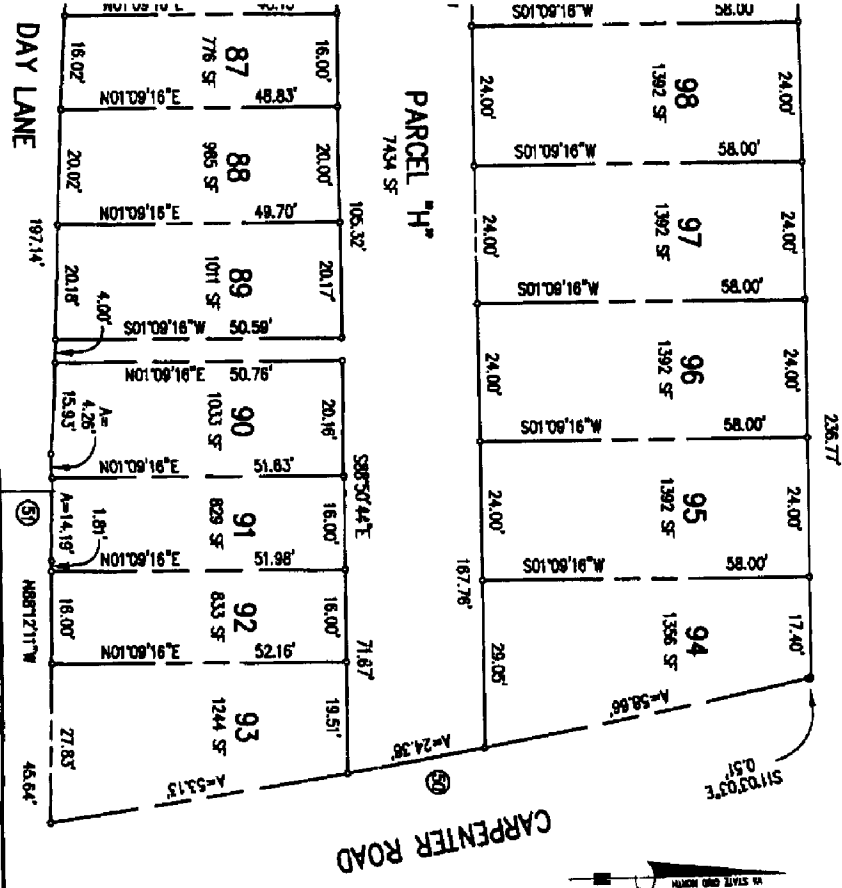 DAY LANE
197.14'
16.02'
87
776 SF
16.00'
N01°09'16"E 48.83'
20.02'
88
985 SF
20.00'
N01°09'16"E 49.70'
20.18'
89
1011 SF
20.17'
105.32'
S01°09'16"W 50.59'
4.00'
N01°09'16"E 50.76'
A=
4.26'
15.93'
90
1033 SF
20.16'
N01°09'16"E 51.83'
S88°50'44"E
A=14.19'
1.81'
91
829 SF
16.00'
N01°09'16"E 51.98'
51
N88°12'11"W
16.00'
92
833 SF
16.00'
N01°09'16"E 52.16'
71.67'
27.83'
93
1244 SF
19.51'
45.64'
A=53.13'
PARCEL "H"
7434 SF
S01°09'16"W 58.00
24.00'
98
1392 SF
24.00'
S01°09'16"W 58.00'
24.00'
97
1392 SF
24.00'
S01°09'16"W 58.00'
24.00'
96
1392 SF
24.00'
236.77'
S01°09'16"W 58.00'
24.00'
95
1392 SF
24.00'
S01°09'16"W 58.00'
167.76'
29.05'
94
1356 SF
17.40'
A=58.66'
A=24.38'
50
S11°03'03"E
0.51'
CARPENTER ROAD
VA STATE GRID NORTH